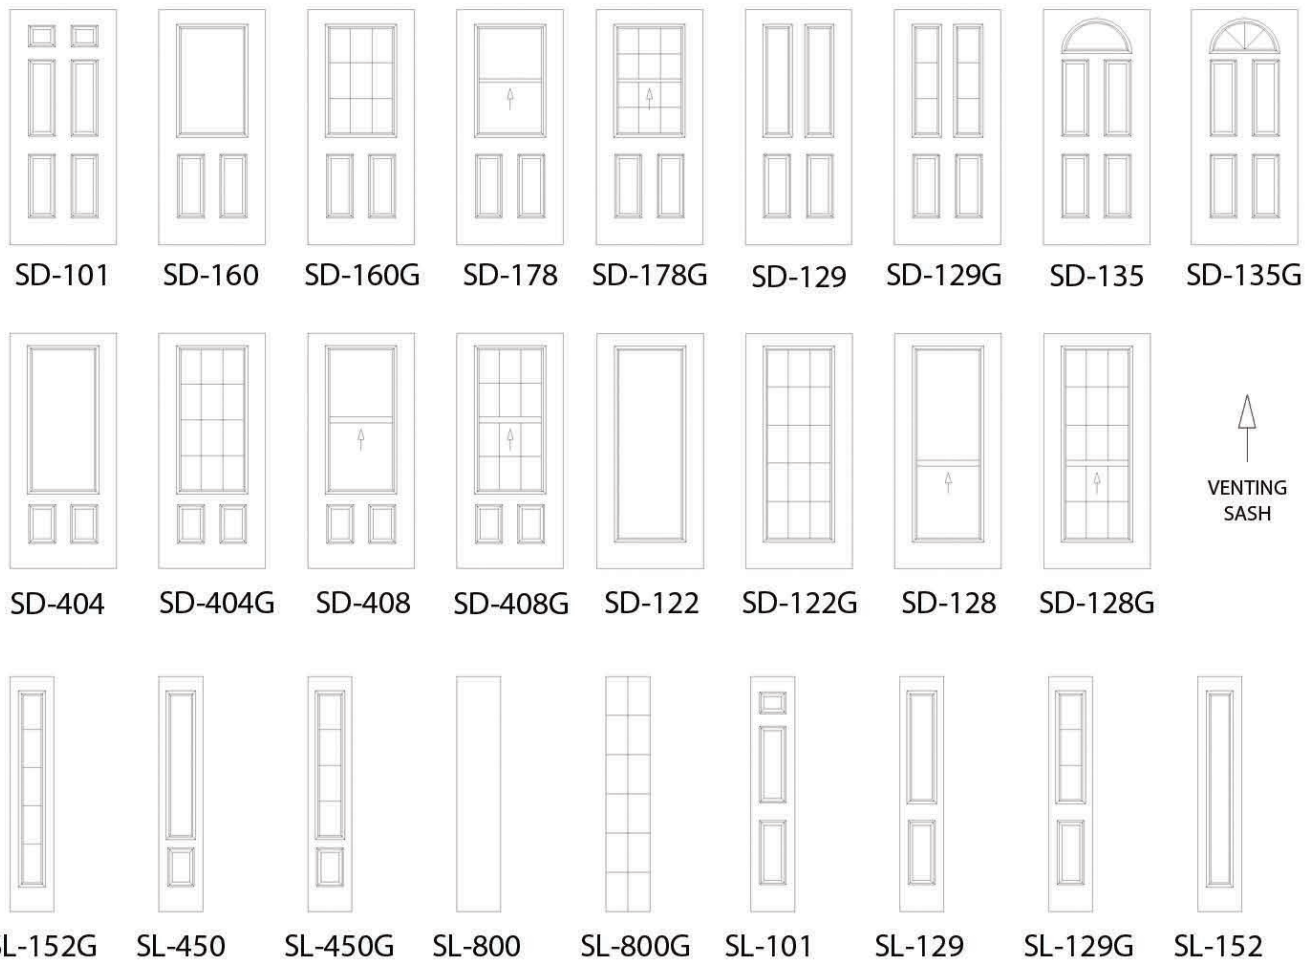 SD-101 SD-160 SD-160G SD-178 SD-178G SD-129 SD-129G SD-135 SD-135G
VENTING
SASH
SD-404 SD-404G SD-408 SD-408G SD-122 SD-122G SD-128 SD-128G
SL-152G SL-450 SL-450G SL-800 SL-800G SL-101 SL-129 SL-129G SL-152